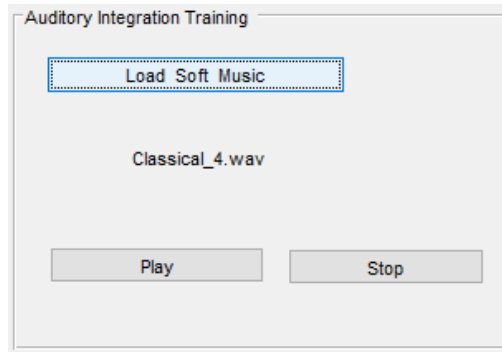 Auditory Integration Training
Load Soft Music
Classical_4.wav
Play Stop